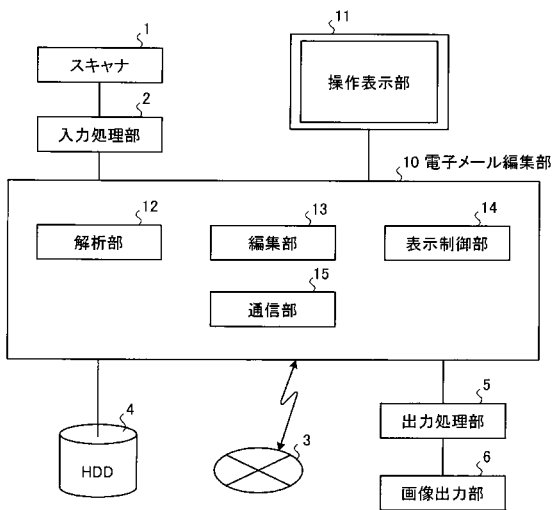 1
スキャナ
2
入力処理部
11
操作表示部
10 電子メール編集部
12
解析部
13
編集部
14
表示制御部
15
通信部
4
HDD
3
5
出力処理部
6
画像出力部